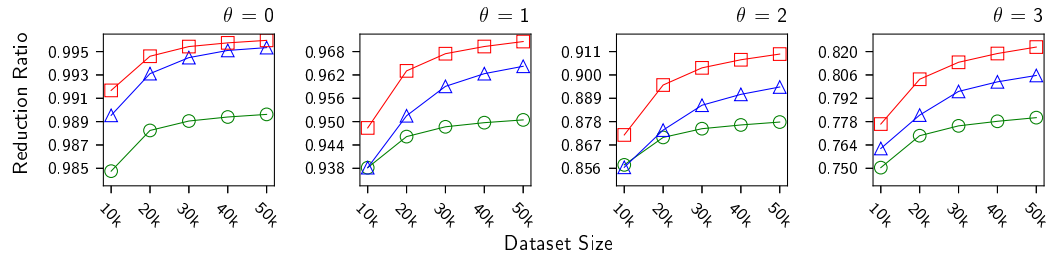 θ = 0
θ = 1
θ = 2
θ = 3
Reduction Ratio
0.995
0.993
0.991
0.989
0.987
0.985
10k
20k
30k
40k
50k
0.968
0.962
0.956
0.950
0.944
0.938
10k
20k
30k
40k
50k
0.911
0.900
0.889
0.878
0.867
0.856
10k
20k
30k
40k
50k
0.820
0.806
0.792
0.778
0.764
0.750
10k
20k
30k
40k
50k
Dataset Size